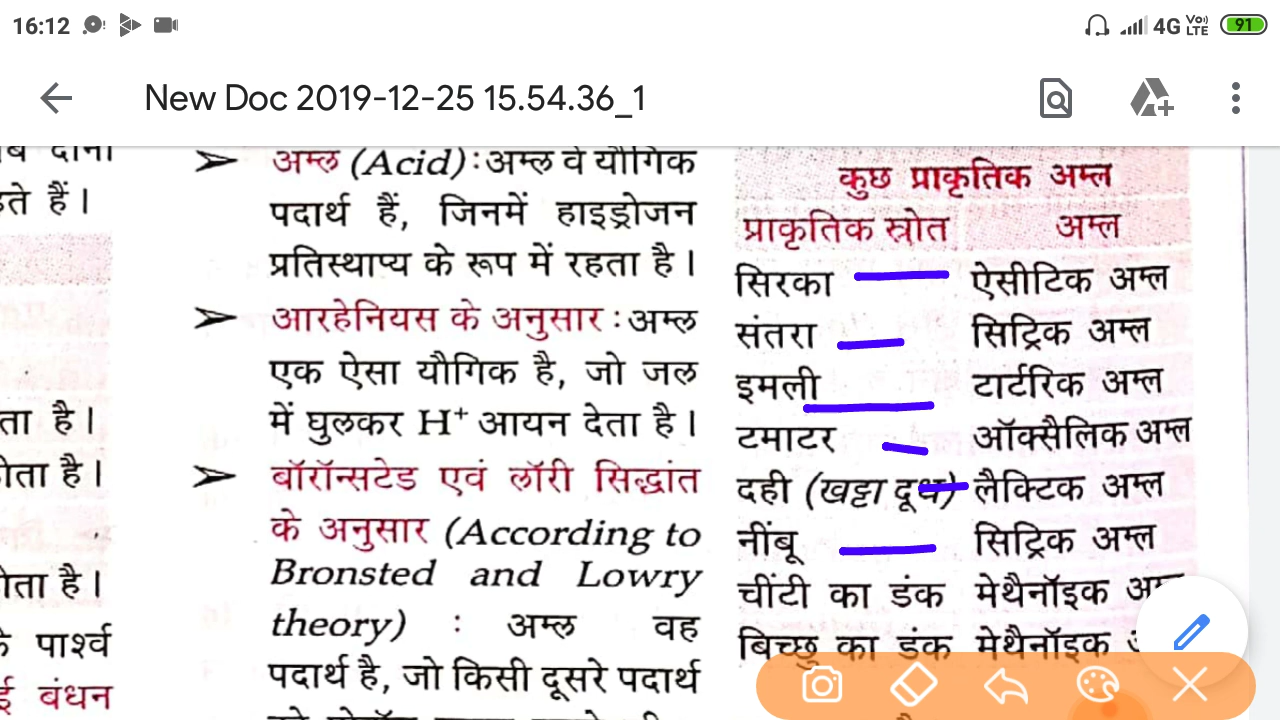 16:12
4G Vo) LTE 91
New Doc 2019-12-25 15.54.36_1
ते हैं।
ता है।
ता है।
ता है।
पार्श्व
बंधन
➢ अम्ल (Acid) : अम्ल वे यौगिक
पदार्थ हैं, जिनमें हाइड्रोजन
प्रतिस्थाप्य के रूप में रहता है।
➢ आरहेनियस के अनुसार : अम्ल
एक ऐसा यौगिक है, जो जल
में घुलकर H⁺ आयन देता है।
➢ बॉरॉन्सटेड एवं लॉरी सिद्धांत
के अनुसार (According to
Bronsted and Lowry
theory) : अम्ल वह
पदार्थ है, जो किसी दूसरे पदार्थ
कुछ प्राकृतिक अम्ल
प्राकृतिक स्रोत अम्ल
सिरका ऐसीटिक अम्ल
संतरा सिट्रिक अम्ल
इमली टार्टरिक अम्ल
टमाटर ऑक्सैलिक अम्ल
दही (खट्टा दूध) लैक्टिक अम्ल
नींबू सिट्रिक अम्ल
चींटी का डंक मेथैनॉइक
बिच्छु का डंक मेथैनॉइक